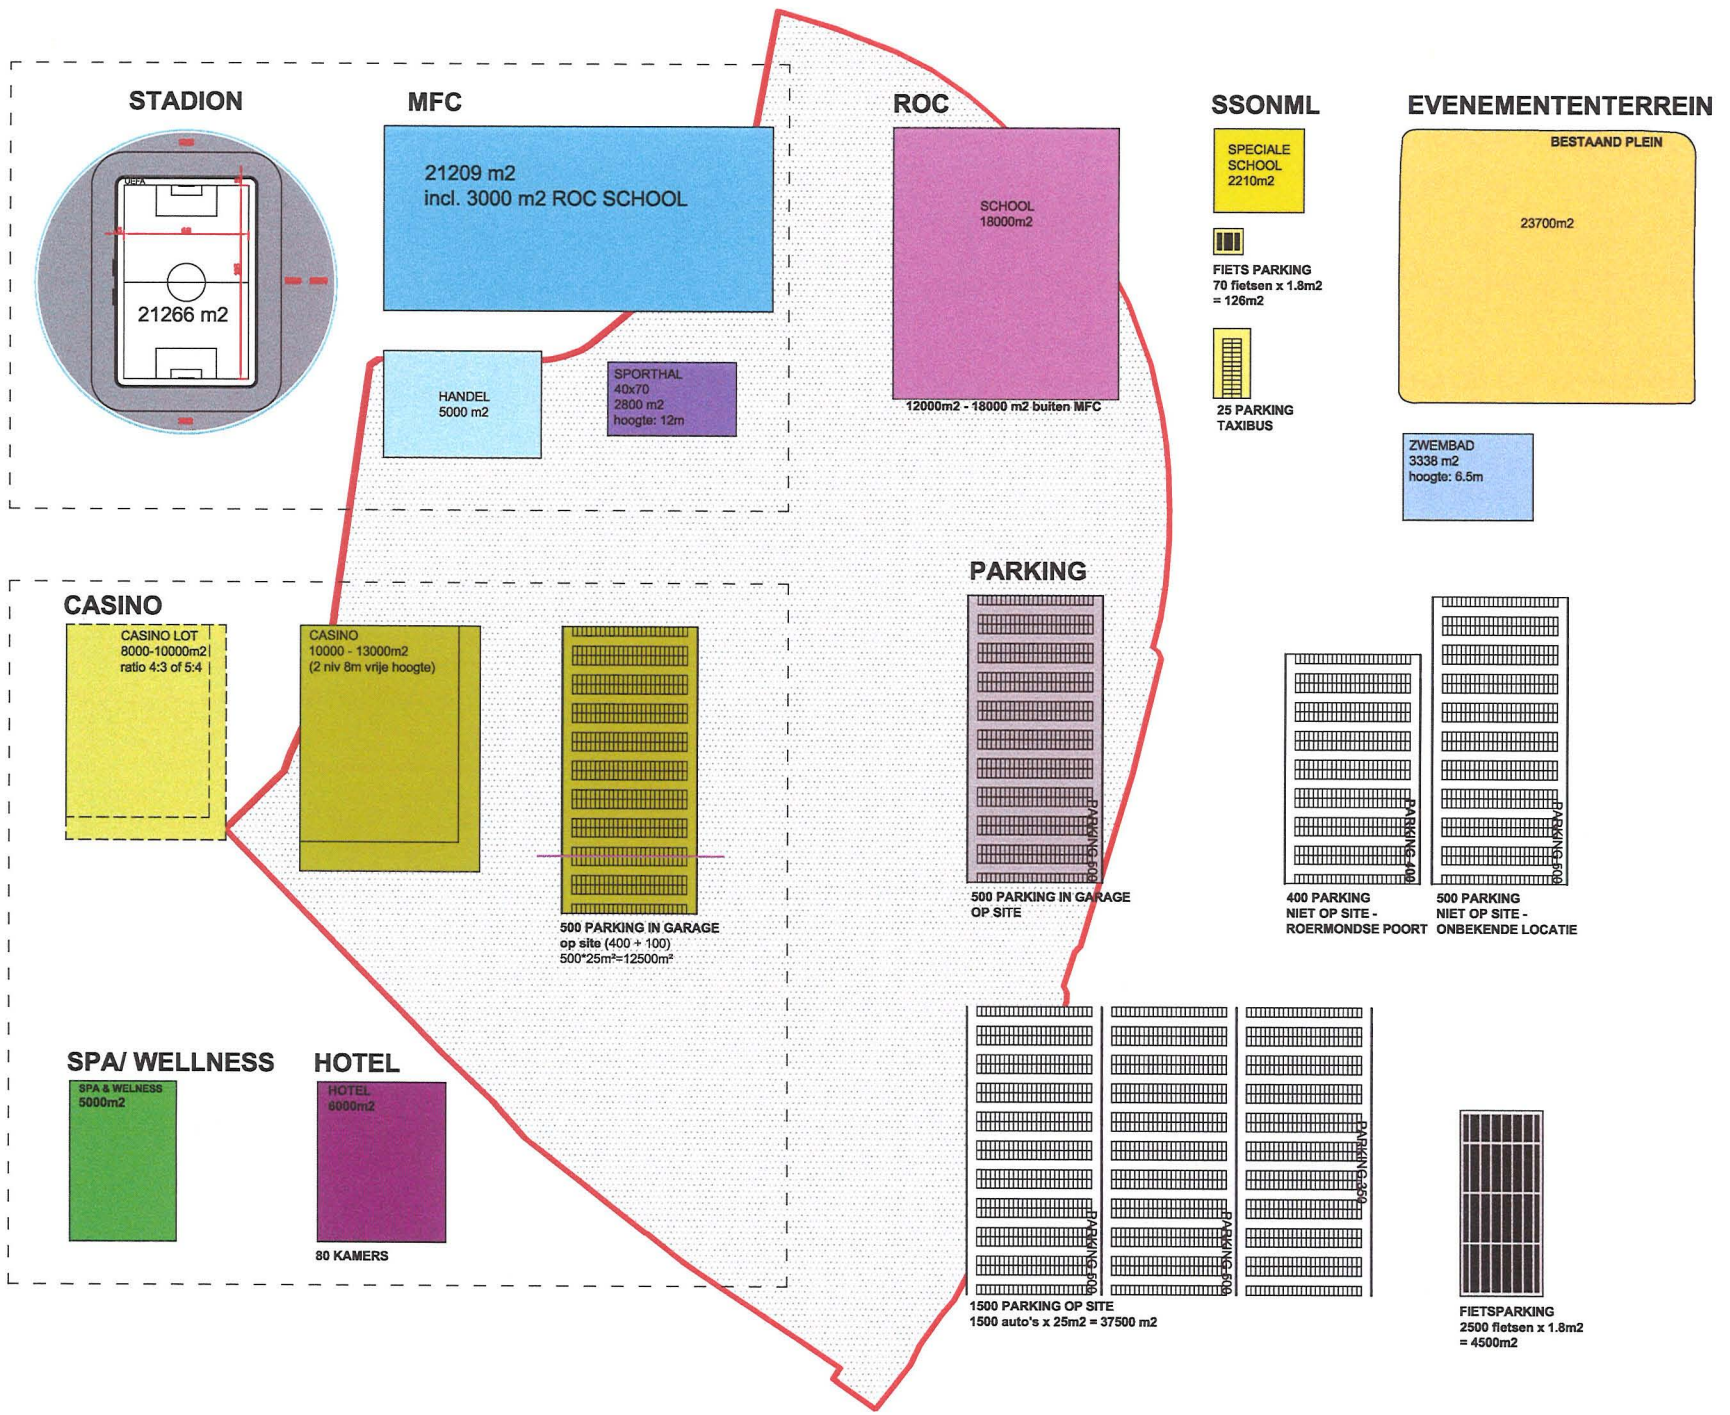 STADION
UEFA
21266 m2
MFC
21209 m2
incl. 3000 m2 ROC SCHOOL
HANDEL
5000 m2
SPORTHAL
40x70
2800 m2
hoogte: 12m
ROC
SCHOOL
18000m2
12000m2 - 18000 m2 buiten MFC
SSONML
SPECIALE
SCHOOL
2210m2
FIETS PARKING
70 fietsen x 1.8m2
= 126m2
25 PARKING
TAXIBUS
EVENEMENTENTERREIN
BESTAAND PLEIN
23700m2
ZWEMBAD
3338 m2
hoogte: 6.5m
CASINO
CASINO LOT
8000-10000m2
ratio 4:3 of 5:4
CASINO
10000 - 13000m2
(2 niv 8m vrije hoogte)
500 PARKING IN GARAGE
op site (400 + 100)
500*25m²=12500m²
PARKING
PARKING 500
500 PARKING IN GARAGE
OP SITE
PARKING 400
400 PARKING
NIET OP SITE -
ROERMONDSE POORT
PARKING 500
500 PARKING
NIET OP SITE -
ONBEKENDE LOCATIE
SPA/ WELLNESS
SPA & WELNESS
5000m2
HOTEL
HOTEL
6000m2
80 KAMERS
PARKING 500
PARKING 500
PARKING 350
1500 PARKING OP SITE
1500 auto's x 25m2 = 37500 m2
FIETSPARKING
2500 fietsen x 1.8m2
= 4500m2